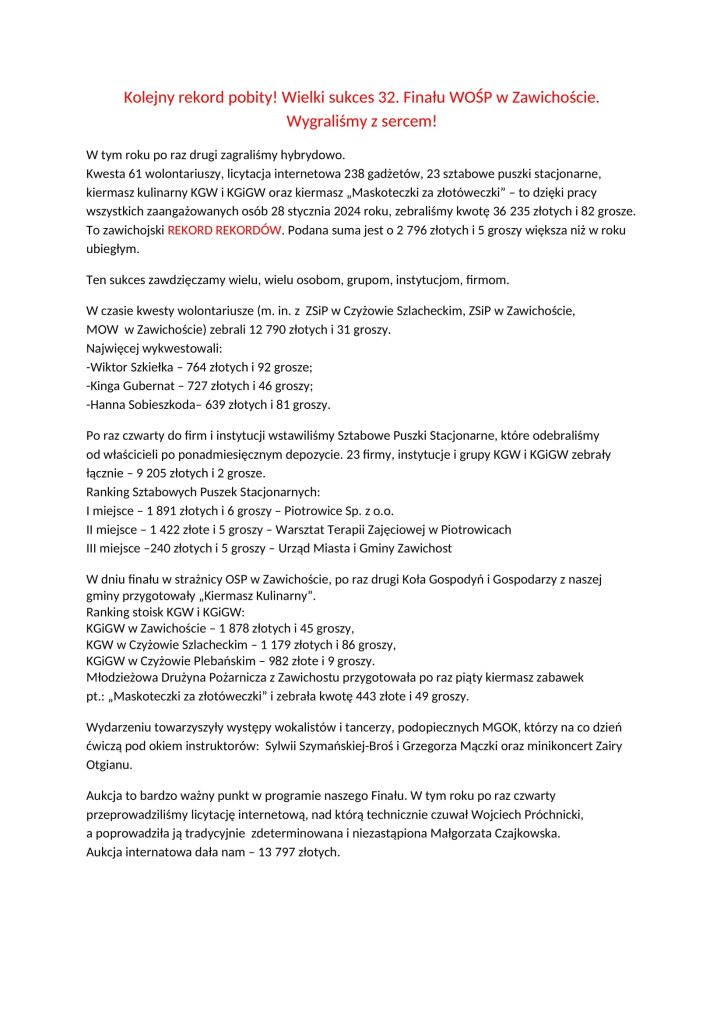 Kolejny rekord pobity! Wielki sukces 32. Finału WOŚP w Zawichoście.
Wygraliśmy z sercem!
W tym roku po raz drugi zagraliśmy hybrydowo.
Kwesta 61 wolontariuszy, licytacja internetowa 238 gadżetów, 23 sztabowe puszki stacjonarne,
kiermasz kulinarny KGW i KGiGW oraz kiermasz „Maskoteczki za złotóweczki” – to dzięki pracy
wszystkich zaangażowanych osób 28 stycznia 2024 roku, zebraliśmy kwotę 36 235 złotych i 82 grosze.
To zawichojski REKORD REKORDÓW. Podana suma jest o 2 796 złotych i 5 groszy większa niż w roku
ubiegłym.
Ten sukces zawdzięczamy wielu, wielu osobom, grupom, instytucjom, firmom.
W czasie kwesty wolontariusze (m. in. z  ZSiP w Czyżowie Szlacheckim, ZSiP w Zawichoście,
MOW  w Zawichoście) zebrali 12 790 złotych i 31 groszy.
Najwięcej wykwestowali:
-Wiktor Szkiełka – 764 złotych i 92 grosze;
-Kinga Gubernat – 727 złotych i 46 groszy;
-Hanna Sobieszkoda– 639 złotych i 81 groszy.
Po raz czwarty do firm i instytucji wstawiliśmy Sztabowe Puszki Stacjonarne, które odebraliśmy
od właścicieli po ponadmiesięcznym depozycie. 23 firmy, instytucje i grupy KGW i KGiGW zebrały
łącznie – 9 205 złotych i 2 grosze.
Ranking Sztabowych Puszek Stacjonarnych:
I miejsce – 1 891 złotych i 6 groszy – Piotrowice Sp. z o.o.
II miejsce – 1 422 złote i 5 groszy – Warsztat Terapii Zajęciowej w Piotrowicach
III miejsce –240 złotych i 5 groszy – Urząd Miasta i Gminy Zawichost
W dniu finału w strażnicy OSP w Zawichoście, po raz drugi Koła Gospodyń i Gospodarzy z naszej
gminy przygotowały „Kiermasz Kulinarny”.
Ranking stoisk KGW i KGiGW:
KGiGW w Zawichoście – 1 878 złotych i 45 groszy,
KGW w Czyżowie Szlacheckim – 1 179 złotych i 86 groszy,
KGiGW w Czyżowie Plebańskim – 982 złote i 9 groszy.
Młodzieżowa Drużyna Pożarnicza z Zawichostu przygotowała po raz piąty kiermasz zabawek
pt.: „Maskoteczki za złotóweczki” i zebrała kwotę 443 złote i 49 groszy.
Wydarzeniu towarzyszyły występy wokalistów i tancerzy, podopiecznych MGOK, którzy na co dzień
ćwiczą pod okiem instruktorów:  Sylwii Szymańskiej-Broś i Grzegorza Mączki oraz minikoncert Zairy
Otgianu.
Aukcja to bardzo ważny punkt w programie naszego Finału. W tym roku po raz czwarty
przeprowadziliśmy licytację internetową, nad którą technicznie czuwał Wojciech Próchnicki,
a poprowadziła ją tradycyjnie  zdeterminowana i niezastąpiona Małgorzata Czajkowska.
Aukcja internatowa dała nam – 13 797 złotych.